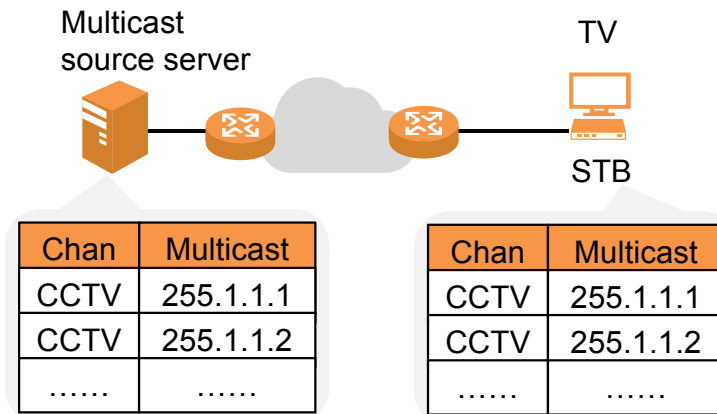 Multicast
source server
TV
STB
Chan Multicast
CCTV 255.1.1.1
CCTV 255.1.1.2
…… ……
Chan Multicast
CCTV 255.1.1.1
CCTV 255.1.1.2
…… ……